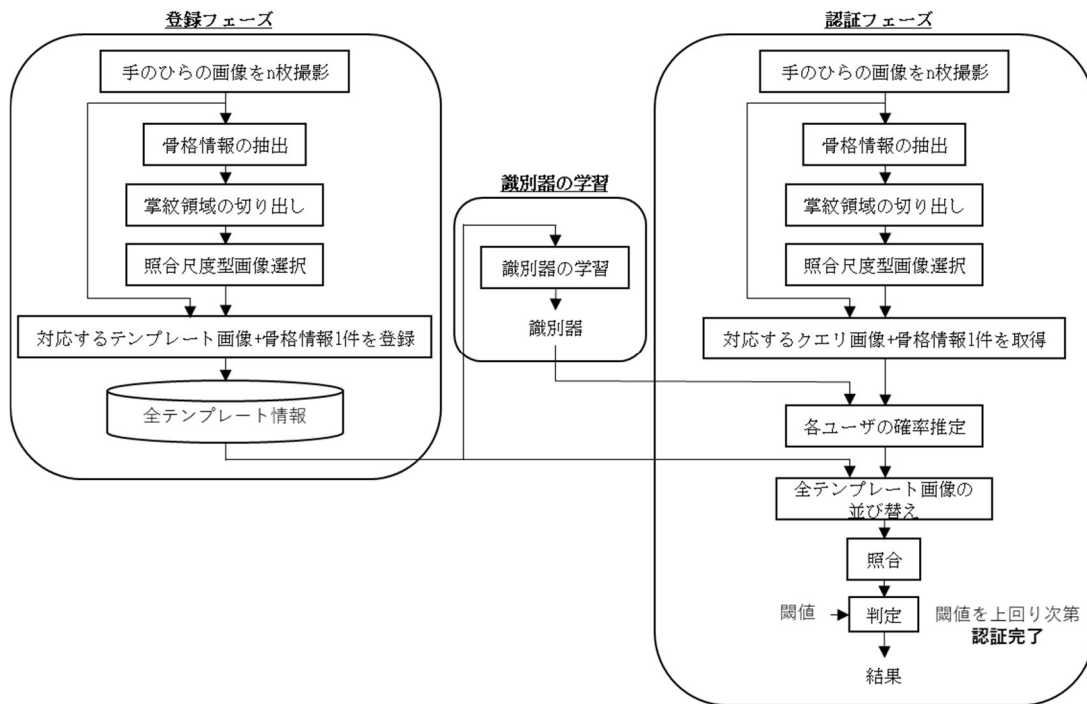 登録フェーズ
手のひらの画像をn枚撮影
骨格情報の抽出
掌紋領域の切り出し
照合尺度型画像選択
対応するテンプレート画像+骨格情報1件を登録
全テンプレート情報
識別器の学習
識別器の学習
識別器
認証フェーズ
手のひらの画像をn枚撮影
骨格情報の抽出
掌紋領域の切り出し
照合尺度型画像選択
対応するクエリ画像+骨格情報1件を取得
各ユーザの確率推定
全テンプレート画像の
並び替え
照合
閾値
判定
閾値を上回り次第
認証完了
結果